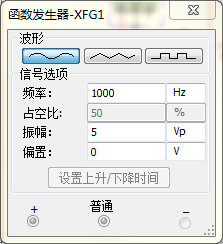 函数发生器-XFG1
波形
信号选项
频率: 1000 Hz
占空比: 50 %
振幅: 5 Vp
偏置: 0 V
设置上升/下降时间
+ 普通 −